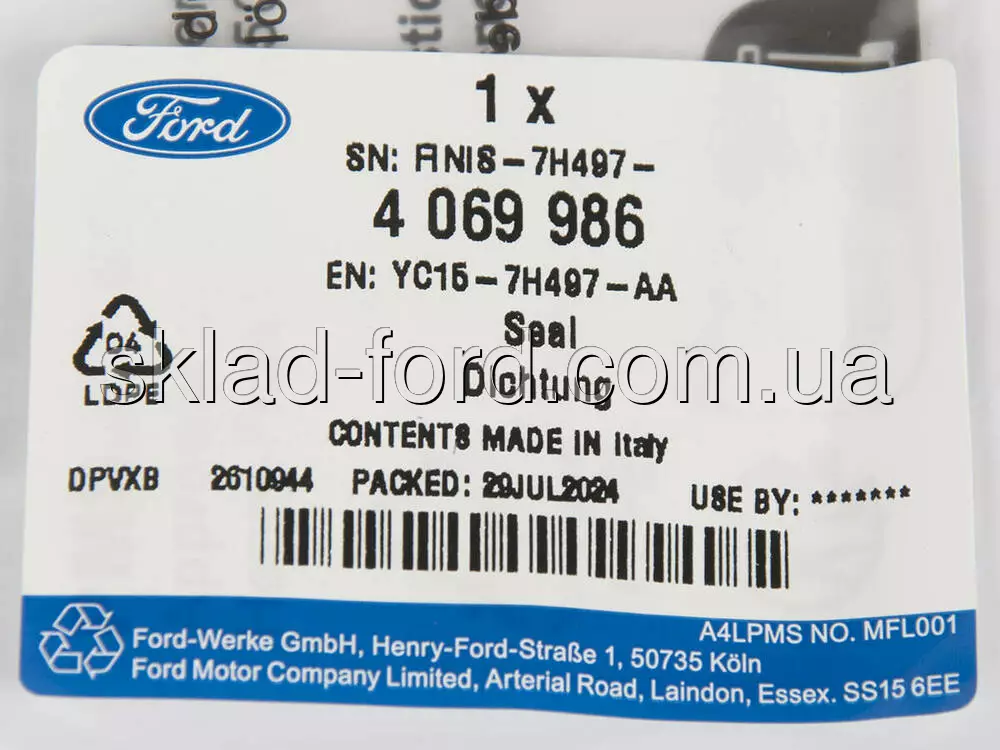 Ford
1 x
SN: FINIS-7H497-
4 069 986
EN: YC15-7H497-AA
Seal
Dichtung
04
LDPE
sklad-ford.com.ua
CONTENTS MADE IN Italy
DPVXB 2610944 PACKED: 29JUL2024 USE BY: *******
A4LPMS NO. MFL001
Ford-Werke GmbH, Henry-Ford-Straße 1, 50735 Köln
Ford Motor Company Limited, Arterial Road, Laindon, Essex. SS15 6EE